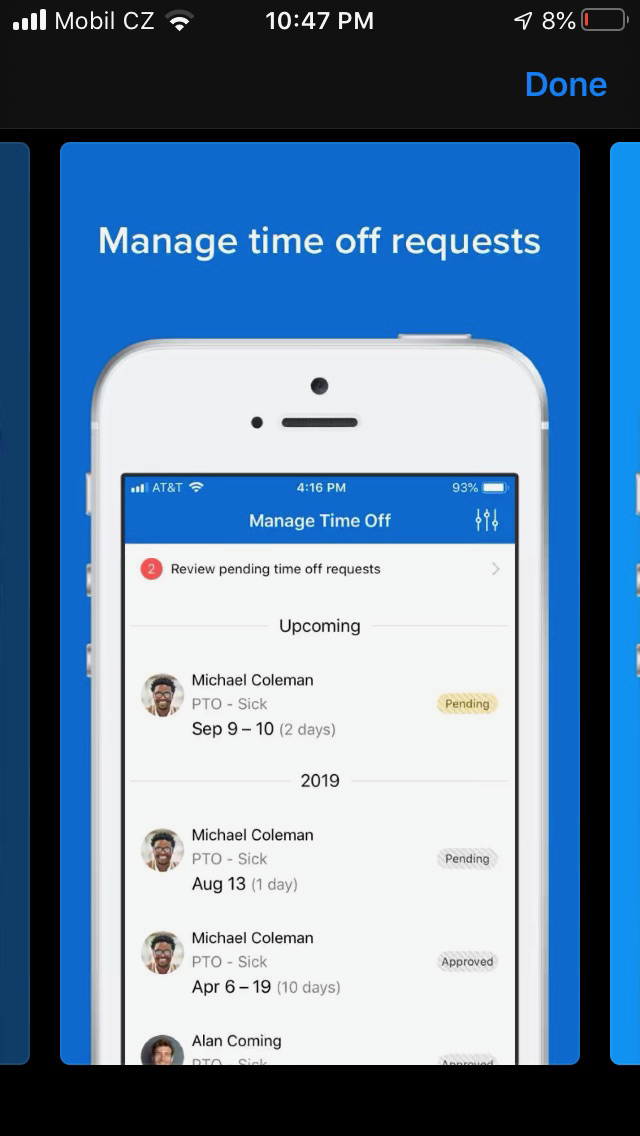 Mobil CZ 10:47 PM 8%
Done
Manage time off requests
AT&T 4:16 PM 93%
Manage Time Off
2 Review pending time off requests
Upcoming
Michael Coleman
PTO - Sick Pending
Sep 9 – 10 (2 days)
2019
Michael Coleman
PTO - Sick Pending
Aug 13 (1 day)
Michael Coleman
PTO - Sick Approved
Apr 6 – 19 (10 days)
Alan Coming
PTO - Sick Approved